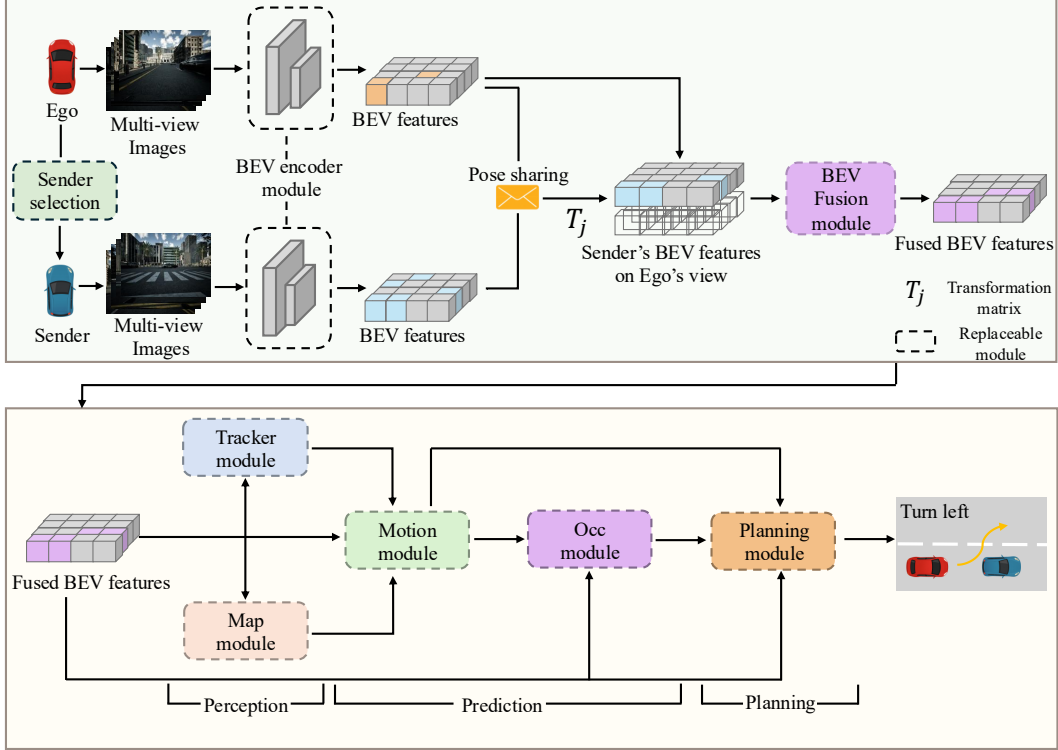 Ego
Multi-view
Images
BEV features
BEV encoder
module
Sender
selection
Pose sharing
T_j
Sender's BEV features
on Ego's view
BEV
Fusion
module
Fused BEV features
Sender
Multi-view
Images
BEV features
T_j Transformation
matrix
Replaceable
module
Tracker
module
Fused BEV features
Motion
module
Occ
module
Planning
module
Turn left
Map
module
Perception
Prediction
Planning